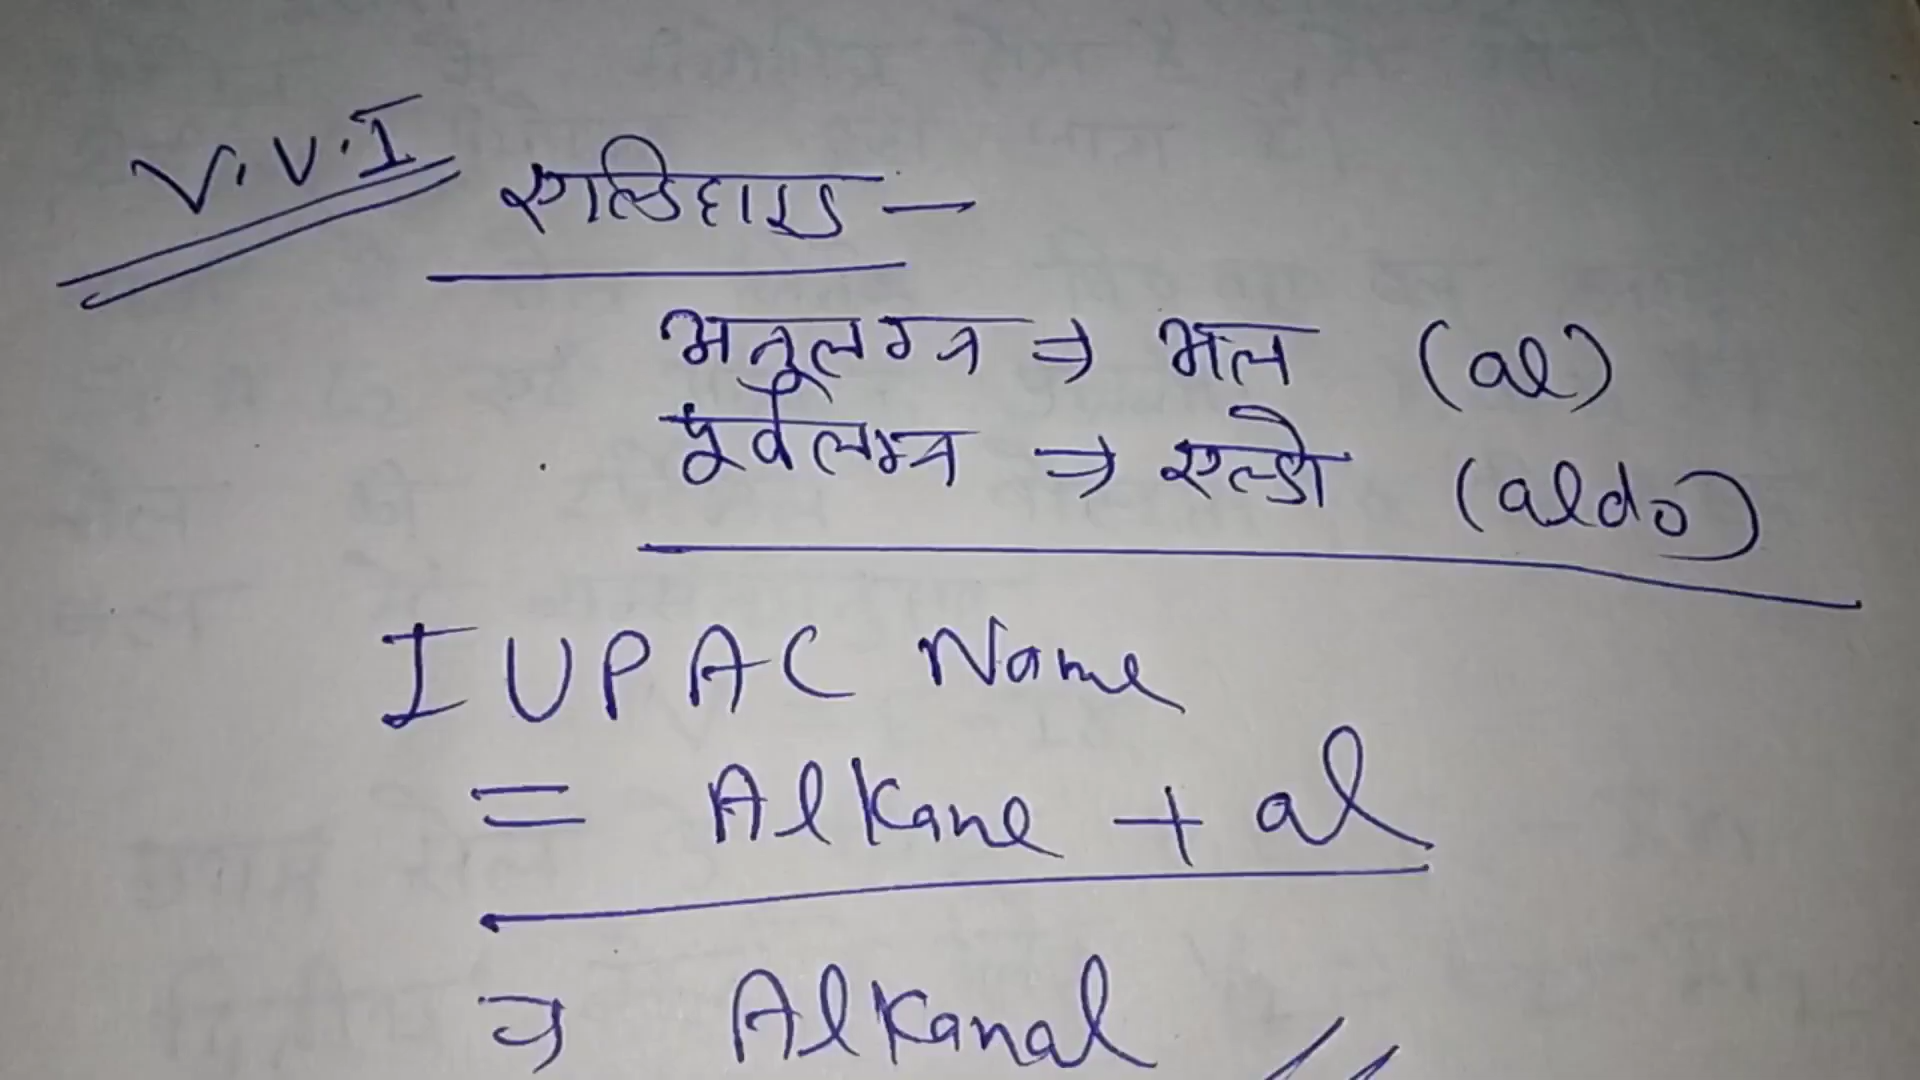 V.V.I एल्डिहाइड —
अनुलग्न ⇒ अल (al)
पूर्वलग्न ⇒ एल्डो (aldo)
IUPAC Name
= Alkane + al
⇒ Alkanal //